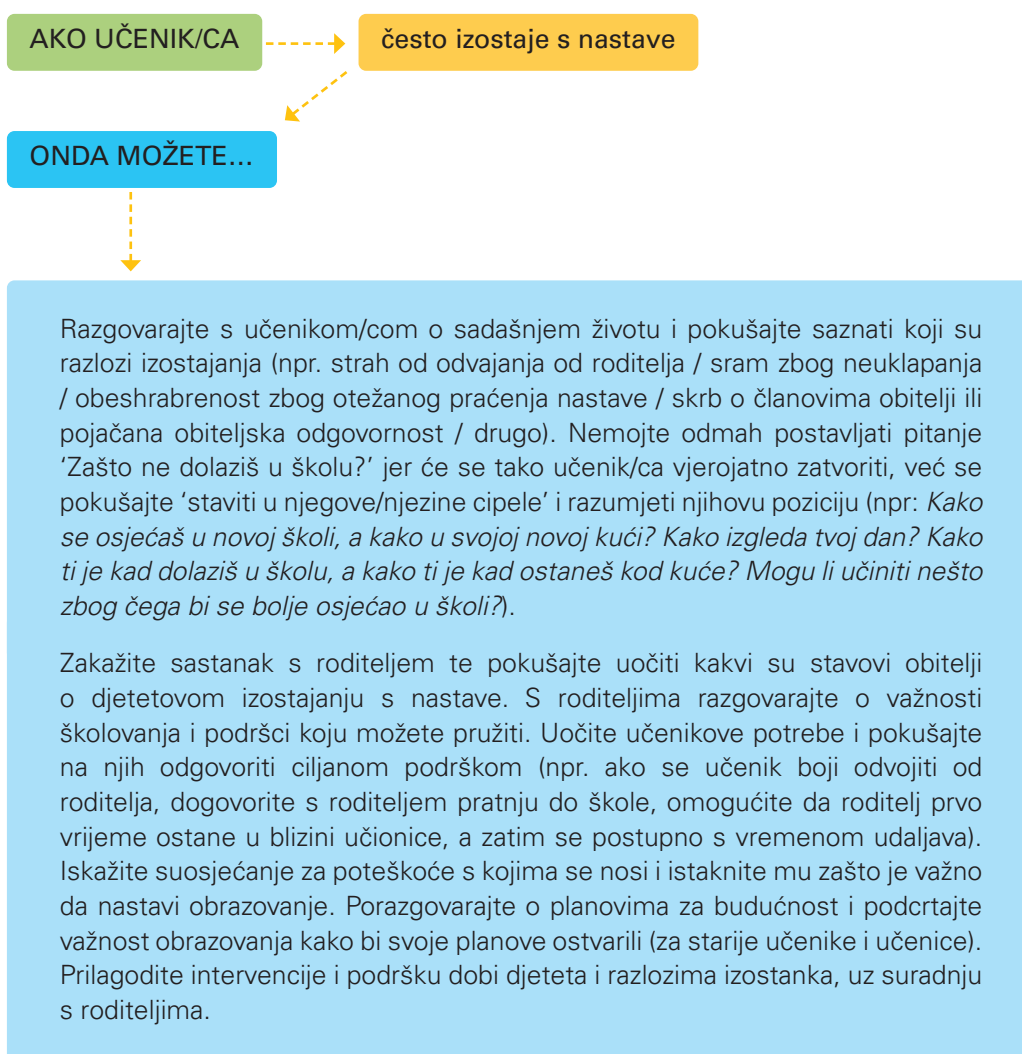 AKO UČENIK/CA
često izostaje s nastave
ONDA MOŽETE...
Razgovarajte s učenikom/com o sadašnjem životu i pokušajte saznati koji su
razlozi izostajanja (npr. strah od odvajanja od roditelja / sram zbog neuklapanja
/ obeshrabrenost zbog otežanog praćenja nastave / skrb o članovima obitelji ili
pojačana obiteljska odgovornost / drugo). Nemojte odmah postavljati pitanje
‘Zašto ne dolaziš u školu?’ jer će se tako učenik/ca vjerojatno zatvoriti, već se
pokušajte ‘staviti u njegove/njezine cipele’ i razumjeti njihovu poziciju (npr: Kako
se osjećaš u novoj školi, a kako u svojoj novoj kući? Kako izgleda tvoj dan? Kako
ti je kad dolaziš u školu, a kako ti je kad ostaneš kod kuće? Mogu li učiniti nešto
zbog čega bi se bolje osjećao u školi?).
Zakažite sastanak s roditeljem te pokušajte uočiti kakvi su stavovi obitelji
o djetetovom izostajanju s nastave. S roditeljima razgovarajte o važnosti
školovanja i podršci koju možete pružiti. Uočite učenikove potrebe i pokušajte
na njih odgovoriti ciljanom podrškom (npr. ako se učenik boji odvojiti od
roditelja, dogovorite s roditeljem pratnju do škole, omogućite da roditelj prvo
vrijeme ostane u blizini učionice, a zatim se postupno s vremenom udaljava).
Iskažite suosjećanje za poteškoće s kojima se nosi i istaknite mu zašto je važno
da nastavi obrazovanje. Porazgovarajte o planovima za budućnost i podcrtajte
važnost obrazovanja kako bi svoje planove ostvarili (za starije učenike i učenice).
Prilagodite intervencije i podršku dobi djeteta i razlozima izostanka, uz suradnju
s roditeljima.